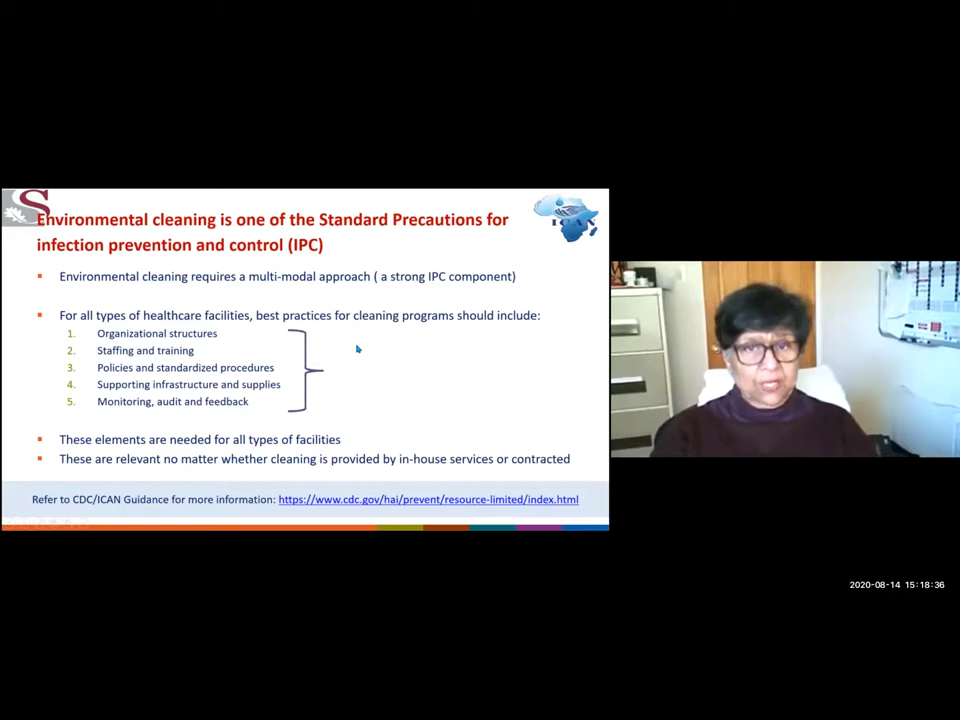 S
Environmental cleaning is one of the Standard Precautions for
infection prevention and control (IPC)
ICAN
Environmental cleaning requires a multi-modal approach ( a strong IPC component)
For all types of healthcare facilities, best practices for cleaning programs should include:
1. Organizational structures
2. Staffing and training
3. Policies and standardized procedures
4. Supporting infrastructure and supplies
5. Monitoring, audit and feedback
These elements are needed for all types of facilities
These are relevant no matter whether cleaning is provided by in-house services or contracted
Refer to CDC/ICAN Guidance for more information: https://www.cdc.gov/hai/prevent/resource-limited/index.html
2020-08-14 15:18:36